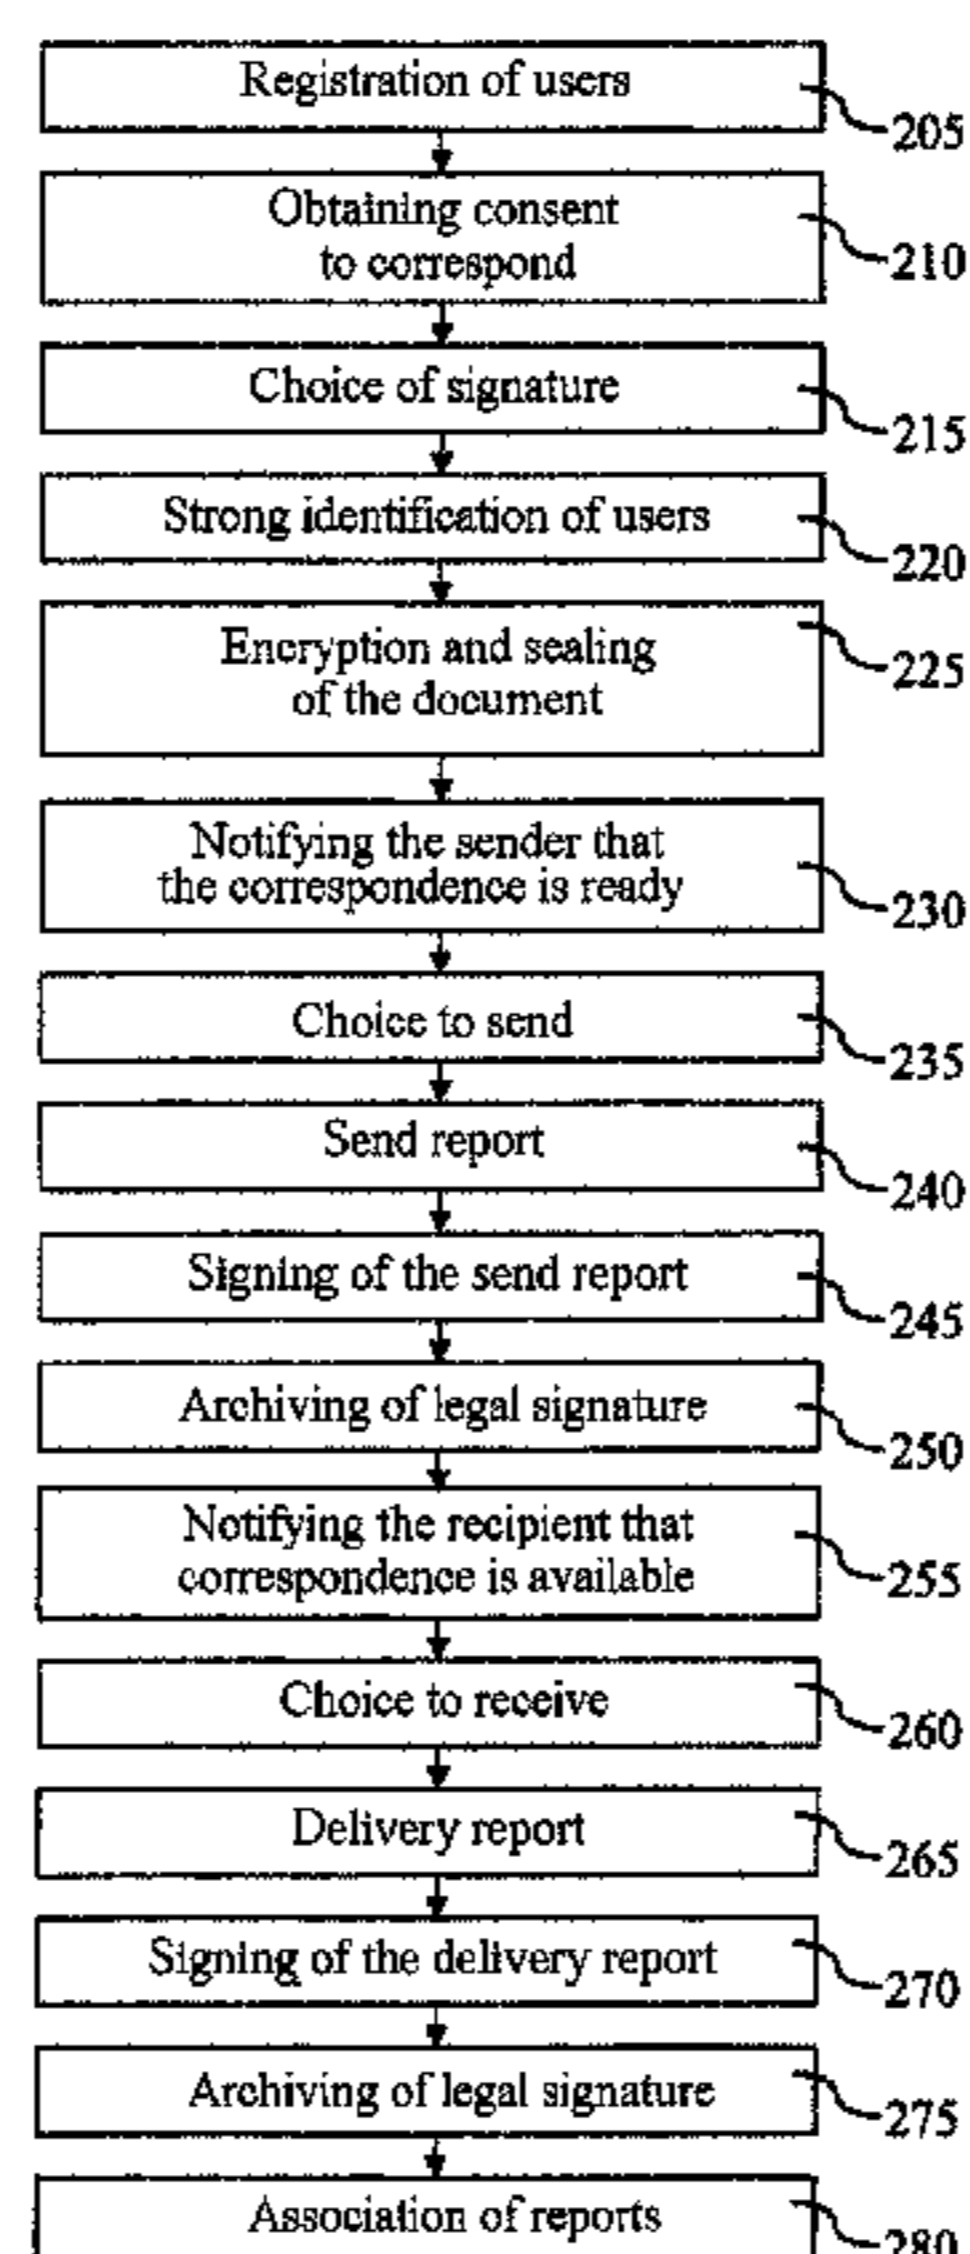 Registration of users
205
Obtaining consent
to correspond
210
Choice of signature
215
Strong identification of users
220
Encryption and sealing
of the document
225
Notifying the sender that
the correspondence is ready
230
Choice to send
235
Send report
240
Signing of the send report
245
Archiving of legal signature
250
Notifying the recipient that
correspondence is available
255
Choice to receive
260
Delivery report
265
Signing of the delivery report
270
Archiving of legal signature
275
Association of reports
280